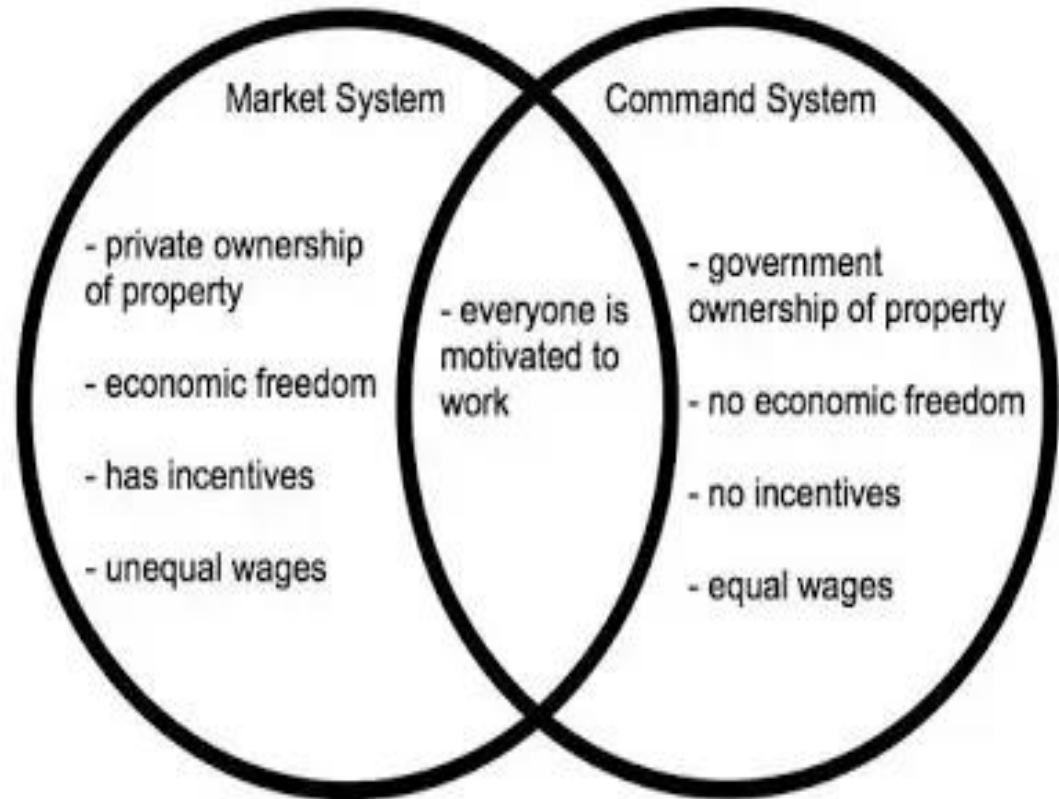 Market System
- private ownership
of property
- economic freedom
- has incentives
- unequal wages
- everyone is
motivated to
work
Command System
- government
ownership of property
- no economic freedom
- no incentives
- equal wages